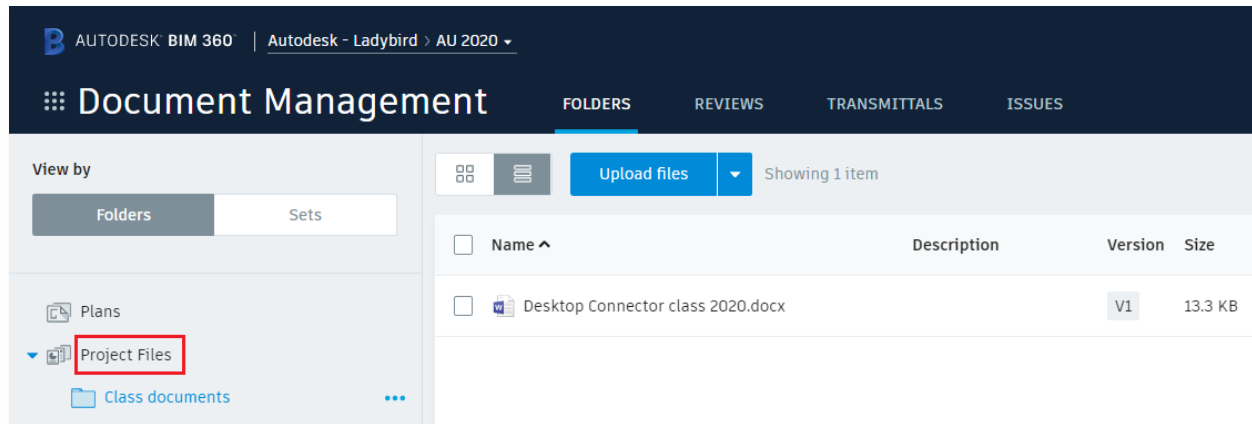 AUTODESK® BIM 360™ | Autodesk - Ladybird > AU 2020
Document Management FOLDERS REVIEWS TRANSMITTALS ISSUES
View by
Upload files Showing 1 item
Folders Sets
Name Description Version Size
Plans
Desktop Connector class 2020.docx V1 13.3 KB
Project Files
Class documents